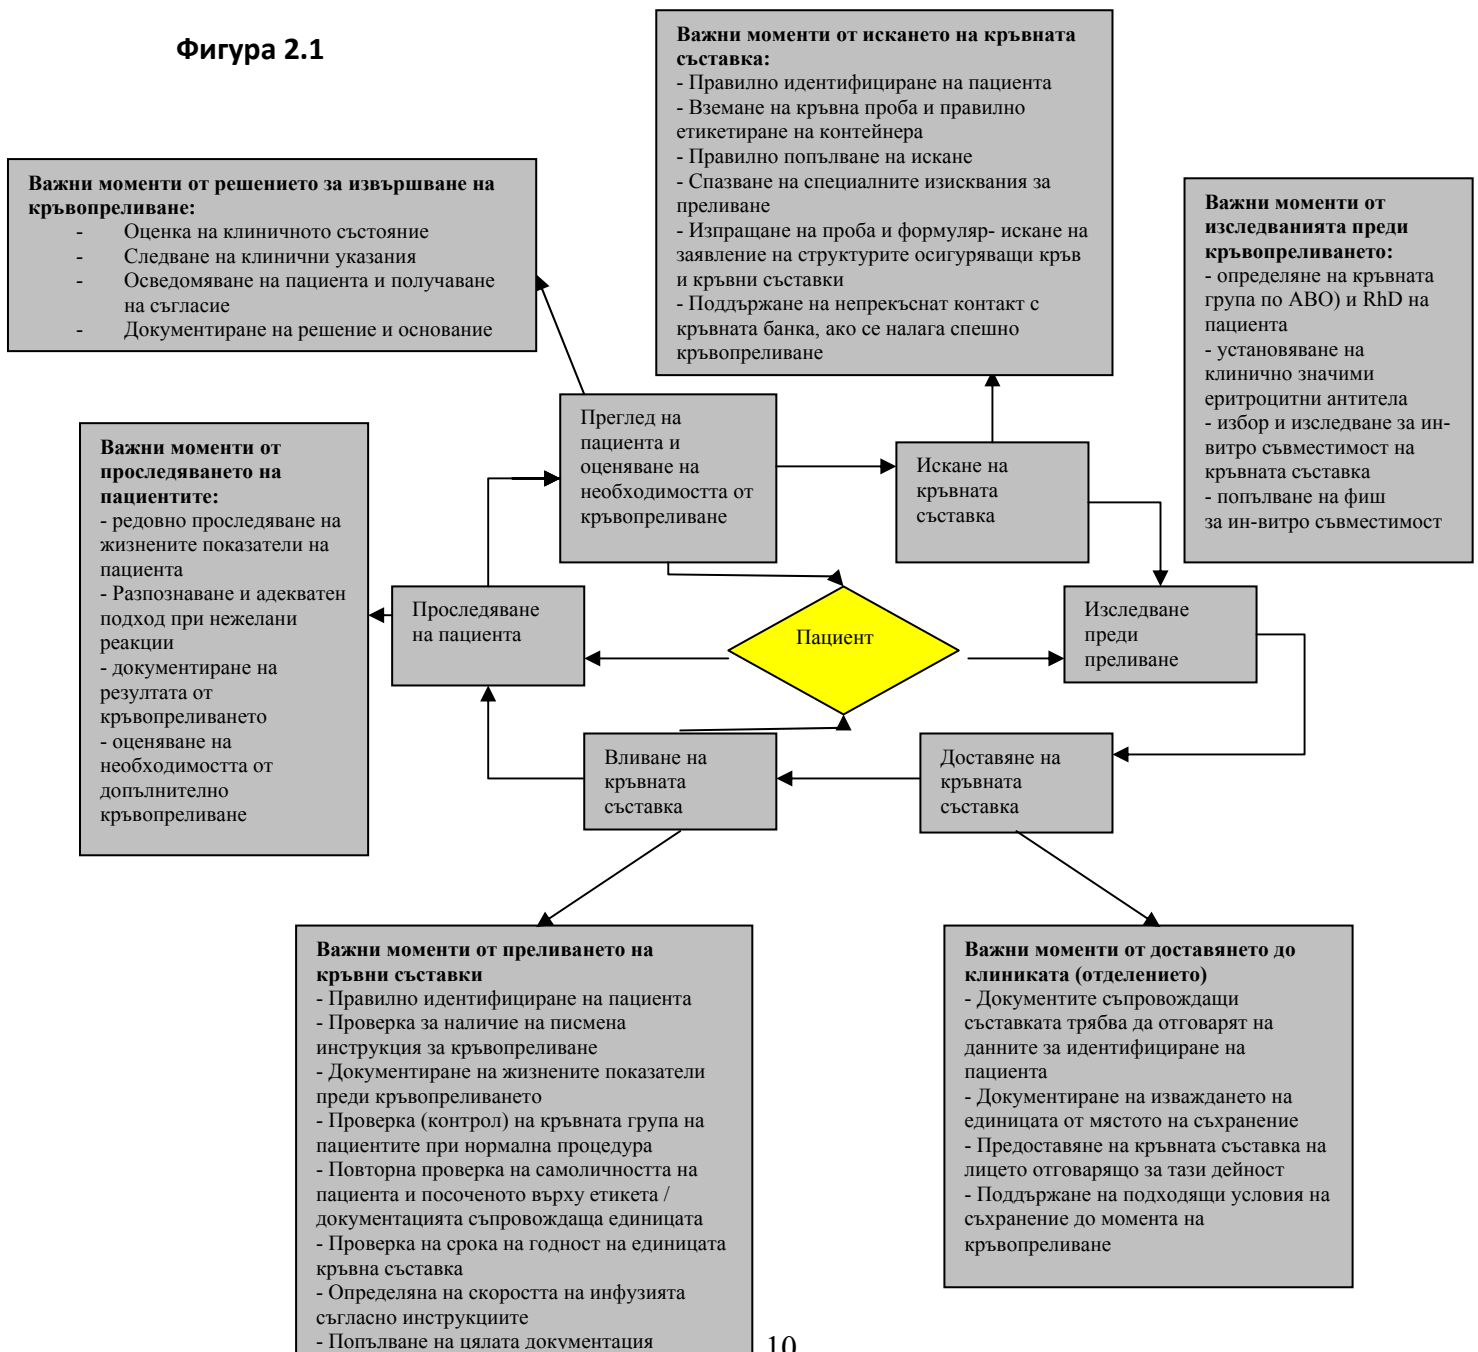 Фигура 2.1
Важни моменти от искането на кръвната
съставка:
- Правилно идентифициране на пациента
- Вземане на кръвна проба и правилно
етикетиране на контейнера
- Правилно попълване на искане
- Спазване на специалните изисквания за
преливане
- Изпращане на проба и формуляр- искане на
заявление на структурите осигуряващи кръв
и кръвни съставки
- Поддържане на непрекъснат контакт с
кръвната банка, ако се налага спешно
кръвопреливане
Важни моменти от решението за извършване на
кръвопреливане:
- Оценка на клиничното състояние
- Следване на клинични указания
- Осведомяване на пациента и получаване
на съгласие
- Документиране на решение и основание
Важни моменти от
изследванията преди
кръвопреливането:
- определяне на кръвната
група по АВО) и RhD на
пациента
- установяване на
клинично значими
еритроцитни антитела
- избор и изследване за ин-
витро съвместимост на
кръвната съставка
- попълване на фиш
за ин-витро съвместимост
Преглед на
пациента и
оценяване на
необходимостта от
кръвопреливане
Искане на
кръвната
съставка
Важни моменти от
проследяването на
пациентите:
- редовно проследяване на
жизнените показатели на
пациента
- Разпознаване и адекватен
подход при нежелани
реакции
- документиране на
резултата от
кръвопреливането
- оценяване на
необходимостта от
допълнително
кръвопреливане
Проследяване
на пациента
Пациент
Изследване
преди
преливане
Вливане на
кръвната
съставка
Доставяне на
кръвната
съставка
Важни моменти от преливането на
кръвни съставки
- Правилно идентифициране на пациента
- Проверка за наличие на писмена
инструкция за кръвопреливане
- Документиране на жизнените показатели
преди кръвопреливането
- Проверка (контрол) на кръвната група на
пациентите при нормална процедура
- Повторна проверка на самоличността на
пациента и посоченото върху етикета /
документацията съпровождаща единицата
- Проверка на срока на годност на единицата
кръвна съставка
- Определяна на скоростта на инфузията
съгласно инструкциите
- Попълване на цялата документация
Важни моменти от доставянето до
клиниката (отделението)
- Документите съпровождащи
съставката трябва да отговарят на
данните за идентифициране на
пациента
- Документиране на изваждането на
единицата от мястото на съхранение
- Предоставяне на кръвната съставка на
лицето отговарящо за тази дейност
- Поддържане на подходящи условия на
съхранение до момента на
кръвопреливане
10